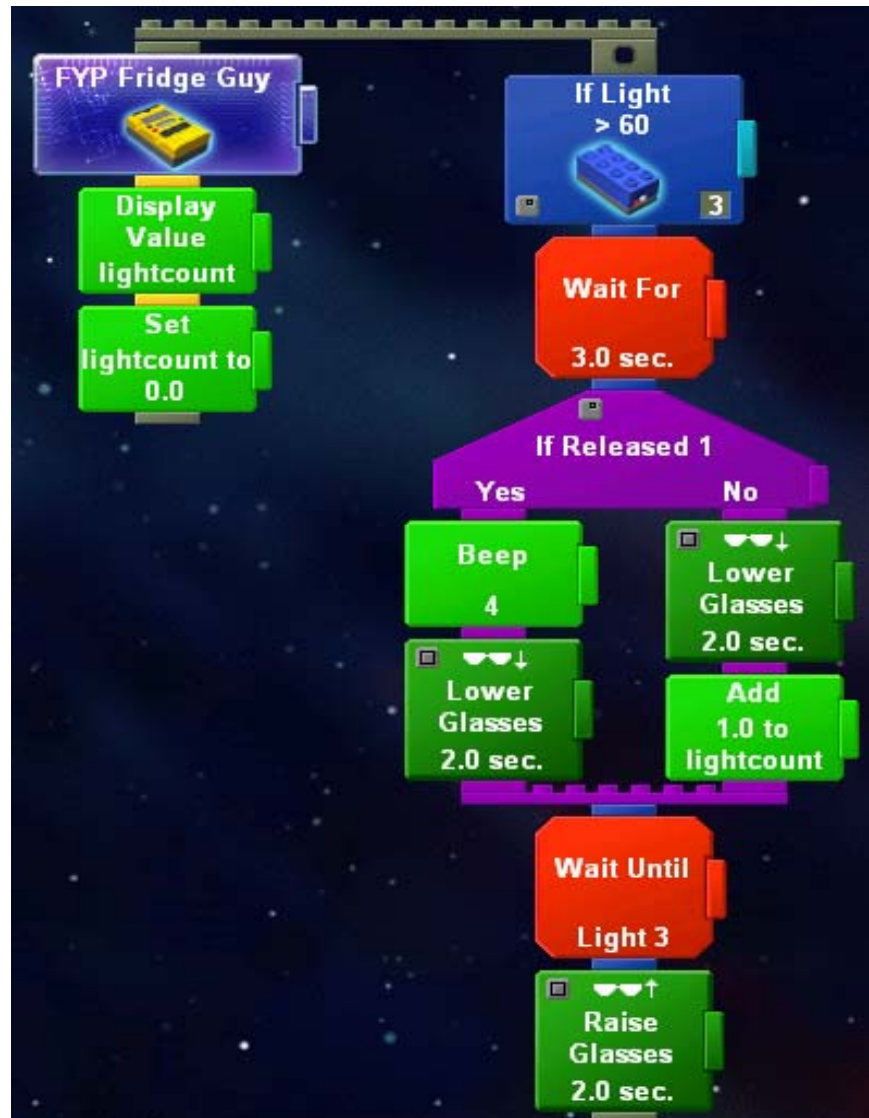 FYP Fridge Guy
Display
Value
lightcount
Set
lightcount to
0.0
If Light
> 60
3
Wait For
3.0 sec.
If Released 1
Yes No
Beep
4
Lower
Glasses
2.0 sec.
Lower
Glasses
2.0 sec.
Add
1.0 to
lightcount
Wait Until
Light 3
Raise
Glasses
2.0 sec.